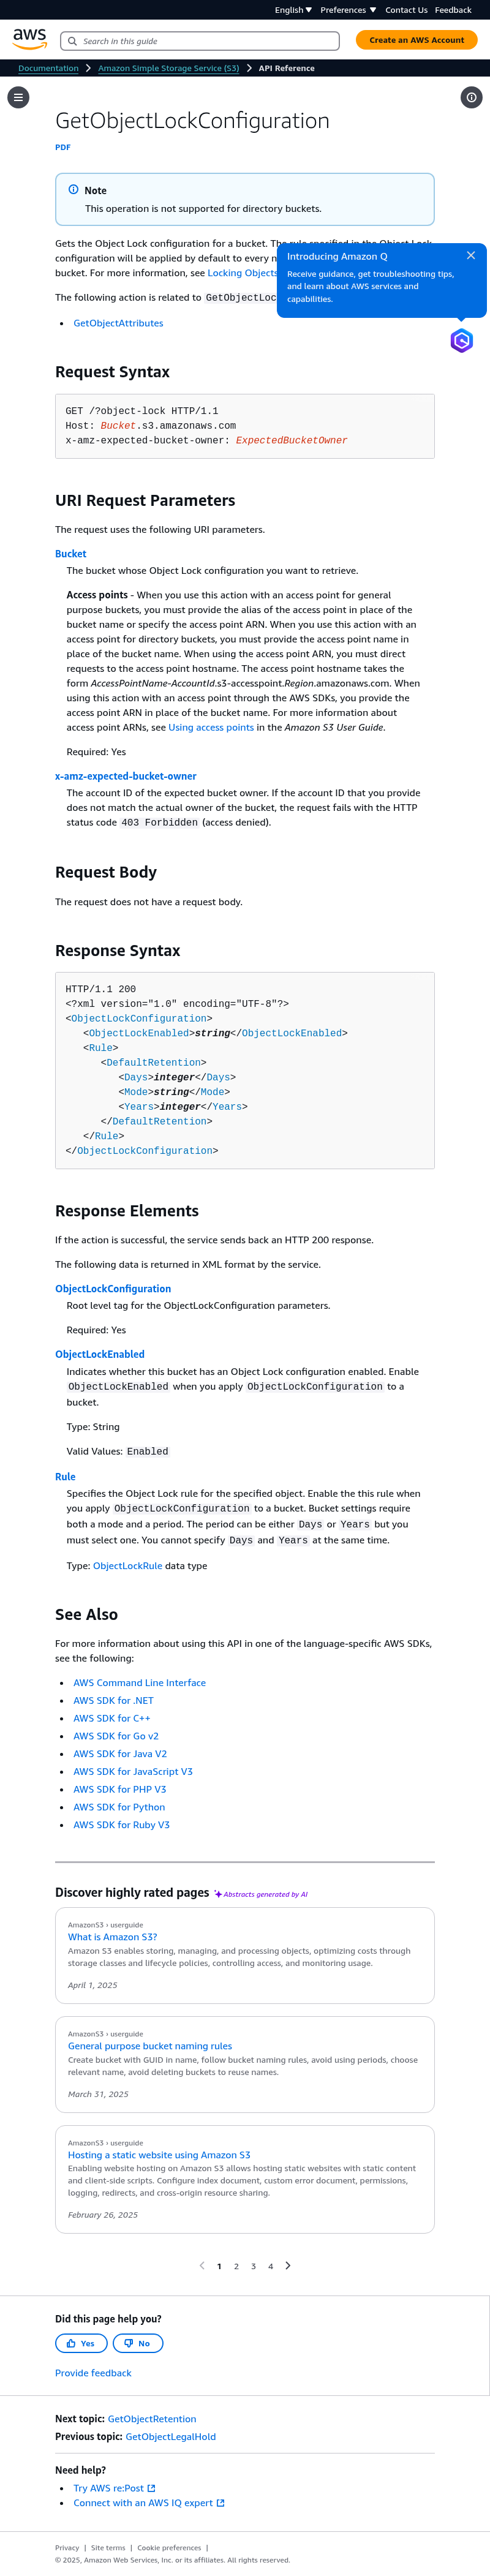 English
Preferences
Contact Us
Feedback
aws
Search in this guide
Create an AWS Account
Documentation
Amazon Simple Storage Service (S3)
API Reference
GetObjectLockConfiguration
PDF
Note
This operation is not supported for directory buckets.
Gets the Object Lock configuration for a bucket. The rule specified in the Object Lock
configuration will be applied by default to every n
bucket. For more information, see Locking Objects
The following action is related to GetObjectLoc
GetObjectAttributes
Introducing Amazon Q
Receive guidance, get troubleshooting tips,
and learn about AWS services and
capabilities.
Request Syntax
GET /?object-lock HTTP/1.1
Host: Bucket.s3.amazonaws.com
x-amz-expected-bucket-owner: ExpectedBucketOwner
URI Request Parameters
The request uses the following URI parameters.
Bucket
The bucket whose Object Lock configuration you want to retrieve.
Access points - When you use this action with an access point for general
purpose buckets, you must provide the alias of the access point in place of the
bucket name or specify the access point ARN. When you use this action with an
access point for directory buckets, you must provide the access point name in
place of the bucket name. When using the access point ARN, you must direct
requests to the access point hostname. The access point hostname takes the
form AccessPointName-AccountId.s3-accesspoint.Region.amazonaws.com. When
using this action with an access point through the AWS SDKs, you provide the
access point ARN in place of the bucket name. For more information about
access point ARNs, see Using access points in the Amazon S3 User Guide.
Required: Yes
x-amz-expected-bucket-owner
The account ID of the expected bucket owner. If the account ID that you provide
does not match the actual owner of the bucket, the request fails with the HTTP
status code 403 Forbidden (access denied).
Request Body
The request does not have a request body.
Response Syntax
HTTP/1.1 200
<?xml version="1.0" encoding="UTF-8"?>
<ObjectLockConfiguration>
   <ObjectLockEnabled>string</ObjectLockEnabled>
   <Rule>
      <DefaultRetention>
         <Days>integer</Days>
         <Mode>string</Mode>
         <Years>integer</Years>
      </DefaultRetention>
   </Rule>
</ObjectLockConfiguration>
Response Elements
If the action is successful, the service sends back an HTTP 200 response.
The following data is returned in XML format by the service.
ObjectLockConfiguration
Root level tag for the ObjectLockConfiguration parameters.
Required: Yes
ObjectLockEnabled
Indicates whether this bucket has an Object Lock configuration enabled. Enable
ObjectLockEnabled when you apply ObjectLockConfiguration to a
bucket.
Type: String
Valid Values: Enabled
Rule
Specifies the Object Lock rule for the specified object. Enable the this rule when
you apply ObjectLockConfiguration to a bucket. Bucket settings require
both a mode and a period. The period can be either Days or Years but you
must select one. You cannot specify Days and Years at the same time.
Type: ObjectLockRule data type
See Also
For more information about using this API in one of the language-specific AWS SDKs,
see the following:
AWS Command Line Interface
AWS SDK for .NET
AWS SDK for C++
AWS SDK for Go v2
AWS SDK for Java V2
AWS SDK for JavaScript V3
AWS SDK for PHP V3
AWS SDK for Python
AWS SDK for Ruby V3
Discover highly rated pages
Abstracts generated by AI
AmazonS3 › userguide
What is Amazon S3?
Amazon S3 enables storing, managing, and processing objects, optimizing costs through
storage classes and lifecycle policies, controlling access, and monitoring usage.
April 1, 2025
AmazonS3 › userguide
General purpose bucket naming rules
Create bucket with GUID in name, follow bucket naming rules, avoid using periods, choose
relevant name, avoid deleting buckets to reuse names.
March 31, 2025
AmazonS3 › userguide
Hosting a static website using Amazon S3
Enabling website hosting on Amazon S3 allows hosting static websites with static content
and client-side scripts. Configure index document, custom error document, permissions,
logging, redirects, and cross-origin resource sharing.
February 26, 2025
1 2 3 4
Did this page help you?
Yes
No
Provide feedback
Next topic: GetObjectRetention
Previous topic: GetObjectLegalHold
Need help?
Try AWS re:Post
Connect with an AWS IQ expert
Privacy | Site terms | Cookie preferences |
© 2025, Amazon Web Services, Inc. or its affiliates. All rights reserved.